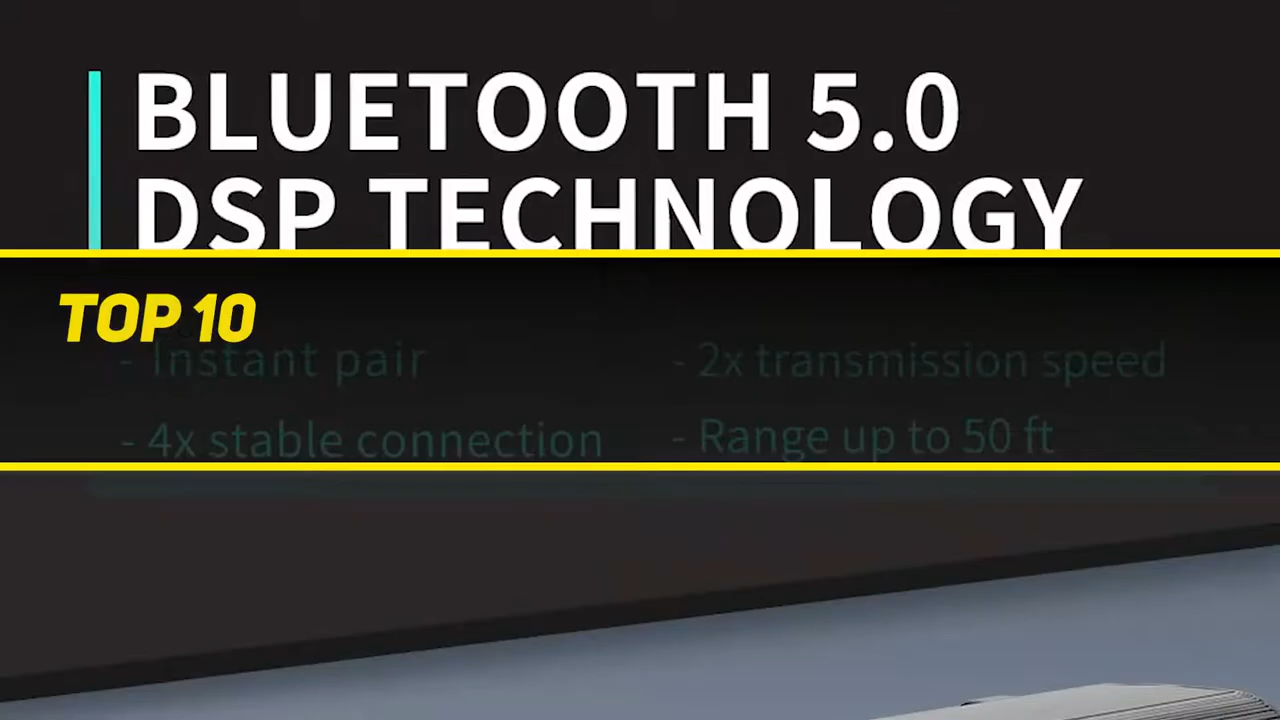 BLUETOOTH 5.0
DSP TECHNOLOGY
TOP 10
- Instant pair
- 2x transmission speed
- 4x stable connection
- Range up to 50 ft